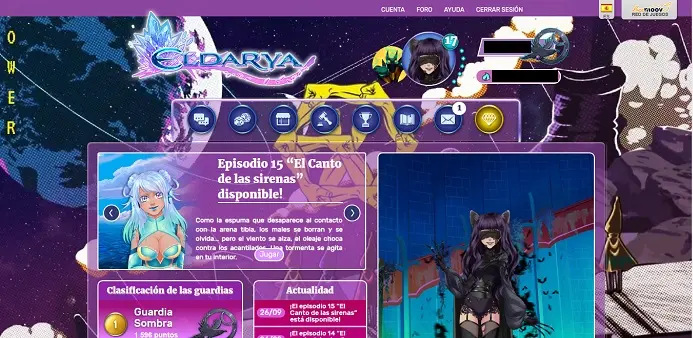 CUENTA FORO AYUDA CERRAR SESIÓN
ES
RED DE JUEGOS
ELDARYA
17
O
W
E
R
1
Episodio 15 “El Canto
de las sirenas”
disponible!
Como la espuma que desaparece al contacto
con la arena tibia, los males se borran y se
olvida... pero el viento se alza, el oleaje choca
contra los acantilados... Una tormenta se agita
en tu interior.
Jugar
Clasificación de las guardias
1
Guardia
Sombra
1 596 puntos
Actualidad
26/09
¡El episodio 15 "El
Canto de las sirenas"
está disponible!
¡El episodio 14 "El